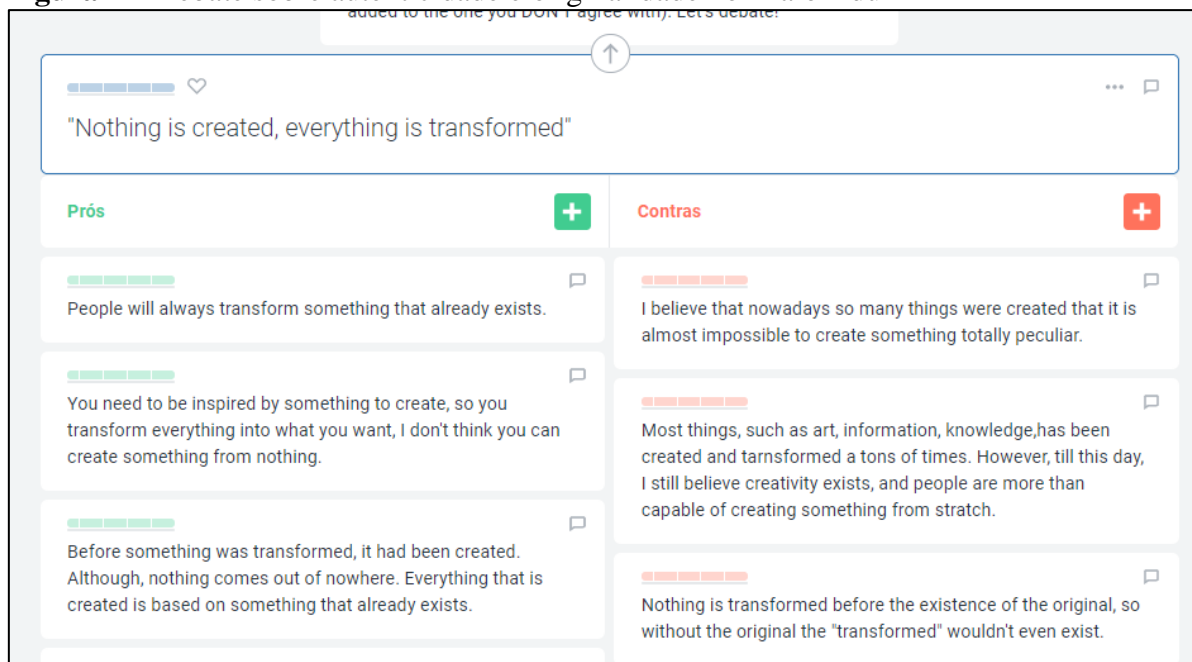 added to the one you DON'T agree with). Let's debate!
"Nothing is created, everything is transformed"
Prós
Contras
People will always transform something that already exists.
You need to be inspired by something to create, so you
transform everything into what you want, I don't think you can
create something from nothing.
Before something was transformed, it had been created.
Although, nothing comes out of nowhere. Everything that is
created is based on something that already exists.
I believe that nowadays so many things were created that it is
almost impossible to create something totally peculiar.
Most things, such as art, information, knowledge,has been
created and tarnsformed a tons of times. However, till this day,
I still believe creativity exists, and people are more than
capable of creating something from stratch.
Nothing is transformed before the existence of the original, so
without the original the "transformed" wouldn't even exist.